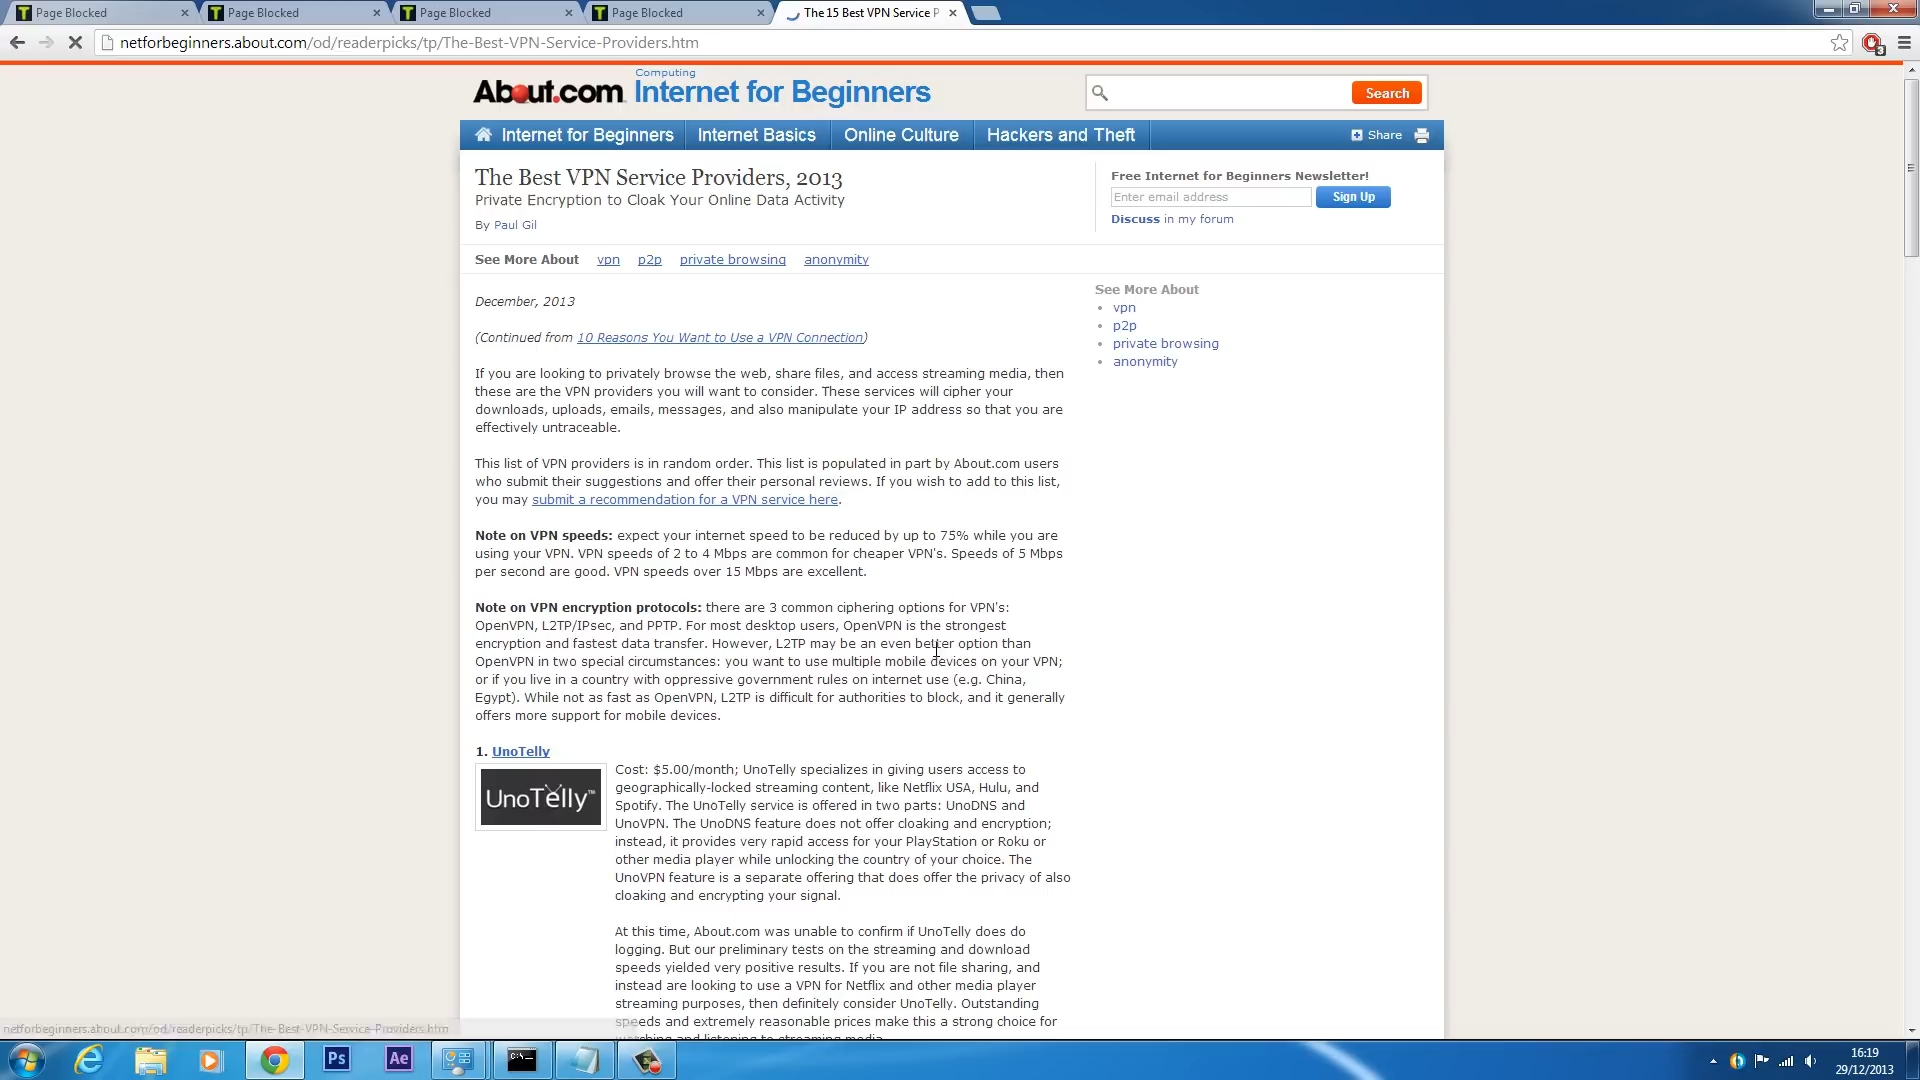 Page Blocked
Page Blocked
Page Blocked
Page Blocked
The 15 Best VPN Service P
netforbeginners.about.com/od/readerpicks/tp/The-Best-VPN-Service-Providers.htm
3
Computing
About.com Internet for Beginners
Search
Internet for Beginners Internet Basics Online Culture Hackers and Theft Share
The Best VPN Service Providers, 2013
Private Encryption to Cloak Your Online Data Activity
By Paul Gil
Free Internet for Beginners Newsletter!
Enter email address Sign Up
Discuss in my forum
See More About vpn p2p private browsing anonymity
December, 2013
(Continued from 10 Reasons You Want to Use a VPN Connection)
If you are looking to privately browse the web, share files, and access streaming media, then
these are the VPN providers you will want to consider. These services will cipher your
downloads, uploads, emails, messages, and also manipulate your IP address so that you are
effectively untraceable.
This list of VPN providers is in random order. This list is populated in part by About.com users
who submit their suggestions and offer their personal reviews. If you wish to add to this list,
you may submit a recommendation for a VPN service here.
Note on VPN speeds: expect your internet speed to be reduced by up to 75% while you are
using your VPN. VPN speeds of 2 to 4 Mbps are common for cheaper VPN's. Speeds of 5 Mbps
per second are good. VPN speeds over 15 Mbps are excellent.
Note on VPN encryption protocols: there are 3 common ciphering options for VPN's:
OpenVPN, L2TP/IPsec, and PPTP. For most desktop users, OpenVPN is the strongest
encryption and fastest data transfer. However, L2TP may be an even better option than
OpenVPN in two special circumstances: you want to use multiple mobile devices on your VPN;
or if you live in a country with oppressive government rules on internet use (e.g. China,
Egypt). While not as fast as OpenVPN, L2TP is difficult for authorities to block, and it generally
offers more support for mobile devices.
See More About
vpn
p2p
private browsing
anonymity
1. UnoTelly
UnoTelly™
Cost: $5.00/month; UnoTelly specializes in giving users access to
geographically-locked streaming content, like Netflix USA, Hulu, and
Spotify. The UnoTelly service is offered in two parts: UnoDNS and
UnoVPN. The UnoDNS feature does not offer cloaking and encryption;
instead, it provides very rapid access for your PlayStation or Roku or
other media player while unlocking the country of your choice. The
UnoVPN feature is a separate offering that does offer the privacy of also
cloaking and encrypting your signal.
At this time, About.com was unable to confirm if UnoTelly does do
logging. But our preliminary tests on the streaming and download
speeds yielded very positive results. If you are not file sharing, and
instead are looking to use a VPN for Netflix and other media player
streaming purposes, then definitely consider UnoTelly. Outstanding
speeds and extremely reasonable prices make this a strong choice for
watching and listening to streaming media.
netforbeginners.about.com/od/readerpicks/tp/The-Best-VPN-Service-Providers.htm
Ps
Ae
C:\
16:19
29/12/2013